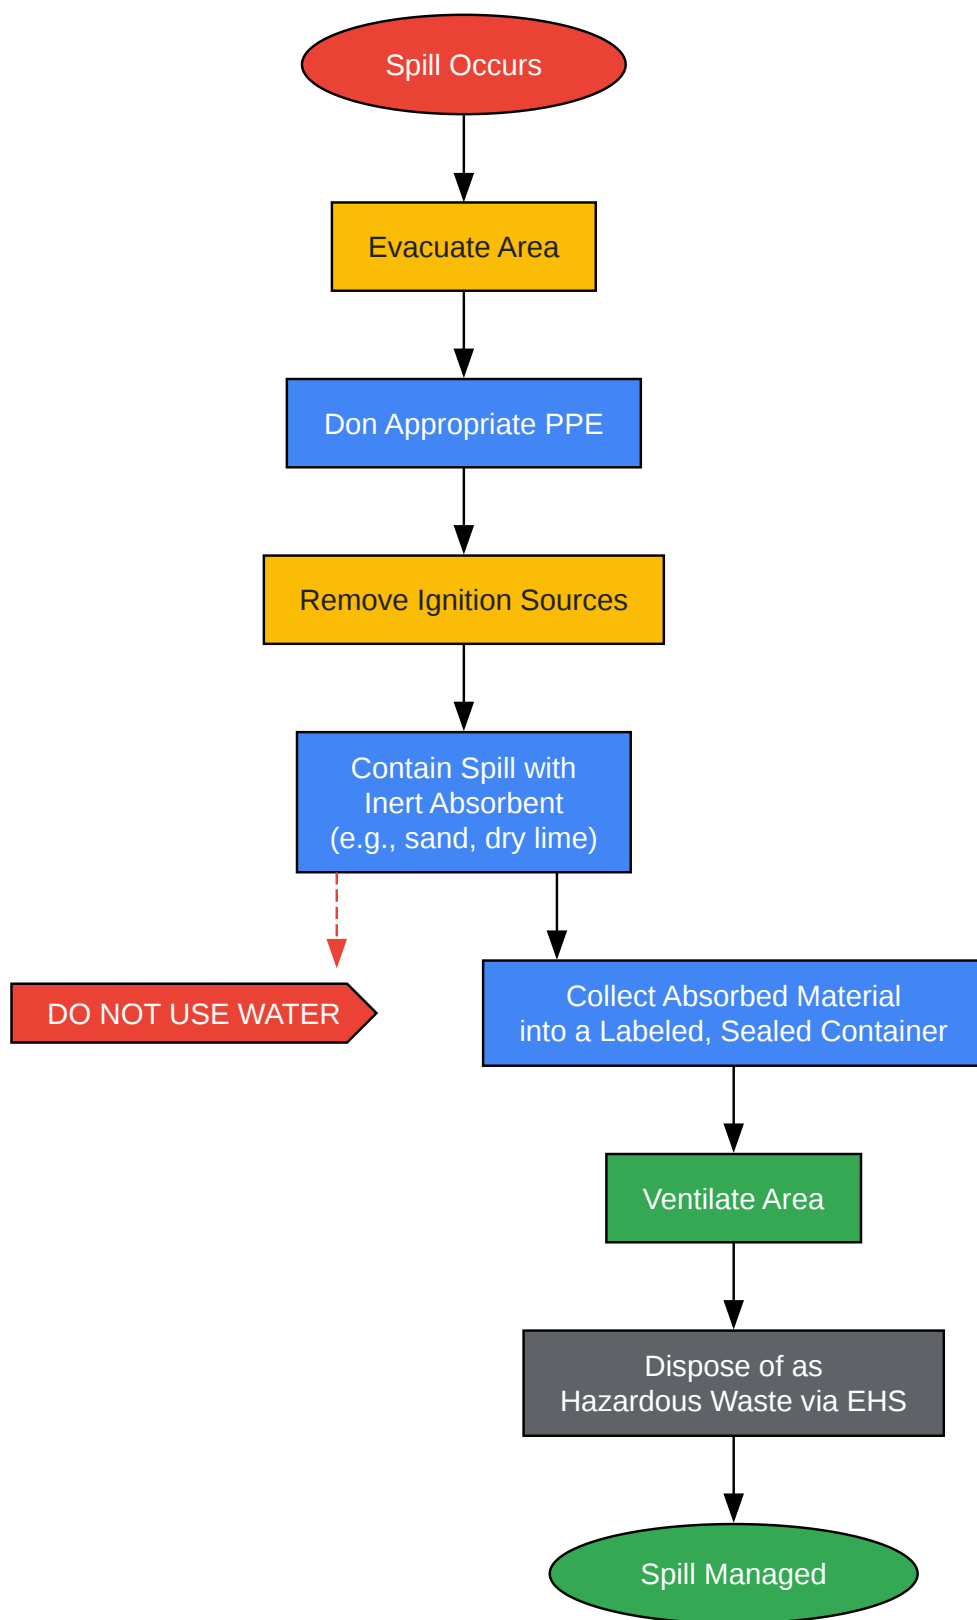 Spill Occurs
Evacuate Area
Don Appropriate PPE
Remove Ignition Sources
Contain Spill with
Inert Absorbent
(e.g., sand, dry lime)
DO NOT USE WATER
Collect Absorbed Material
into a Labeled, Sealed Container
Ventilate Area
Dispose of as
Hazardous Waste via EHS
Spill Managed